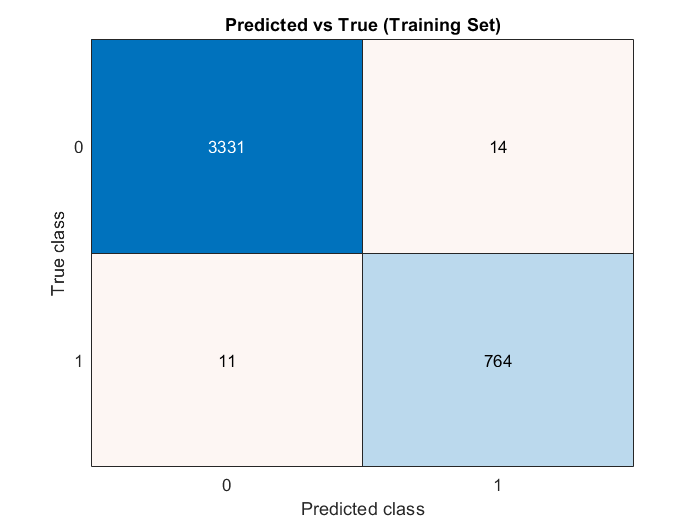 Predicted vs True (Training Set)
0
3331
14
True class
1
11
764
0
1
Predicted class